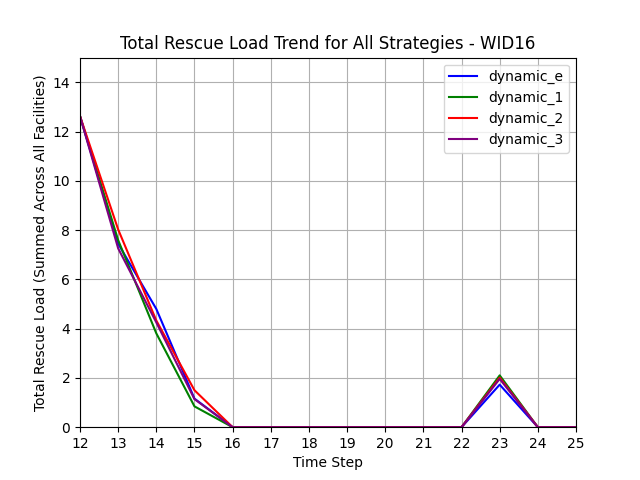 Total Rescue Load Trend for All Strategies - WID16
Total Rescue Load (Summed Across All Facilities)
14
12
10
8
6
4
2
0
dynamic_e
dynamic_1
dynamic_2
dynamic_3
12 13 14 15 16 17 18 19 20 21 22 23 24 25
Time Step